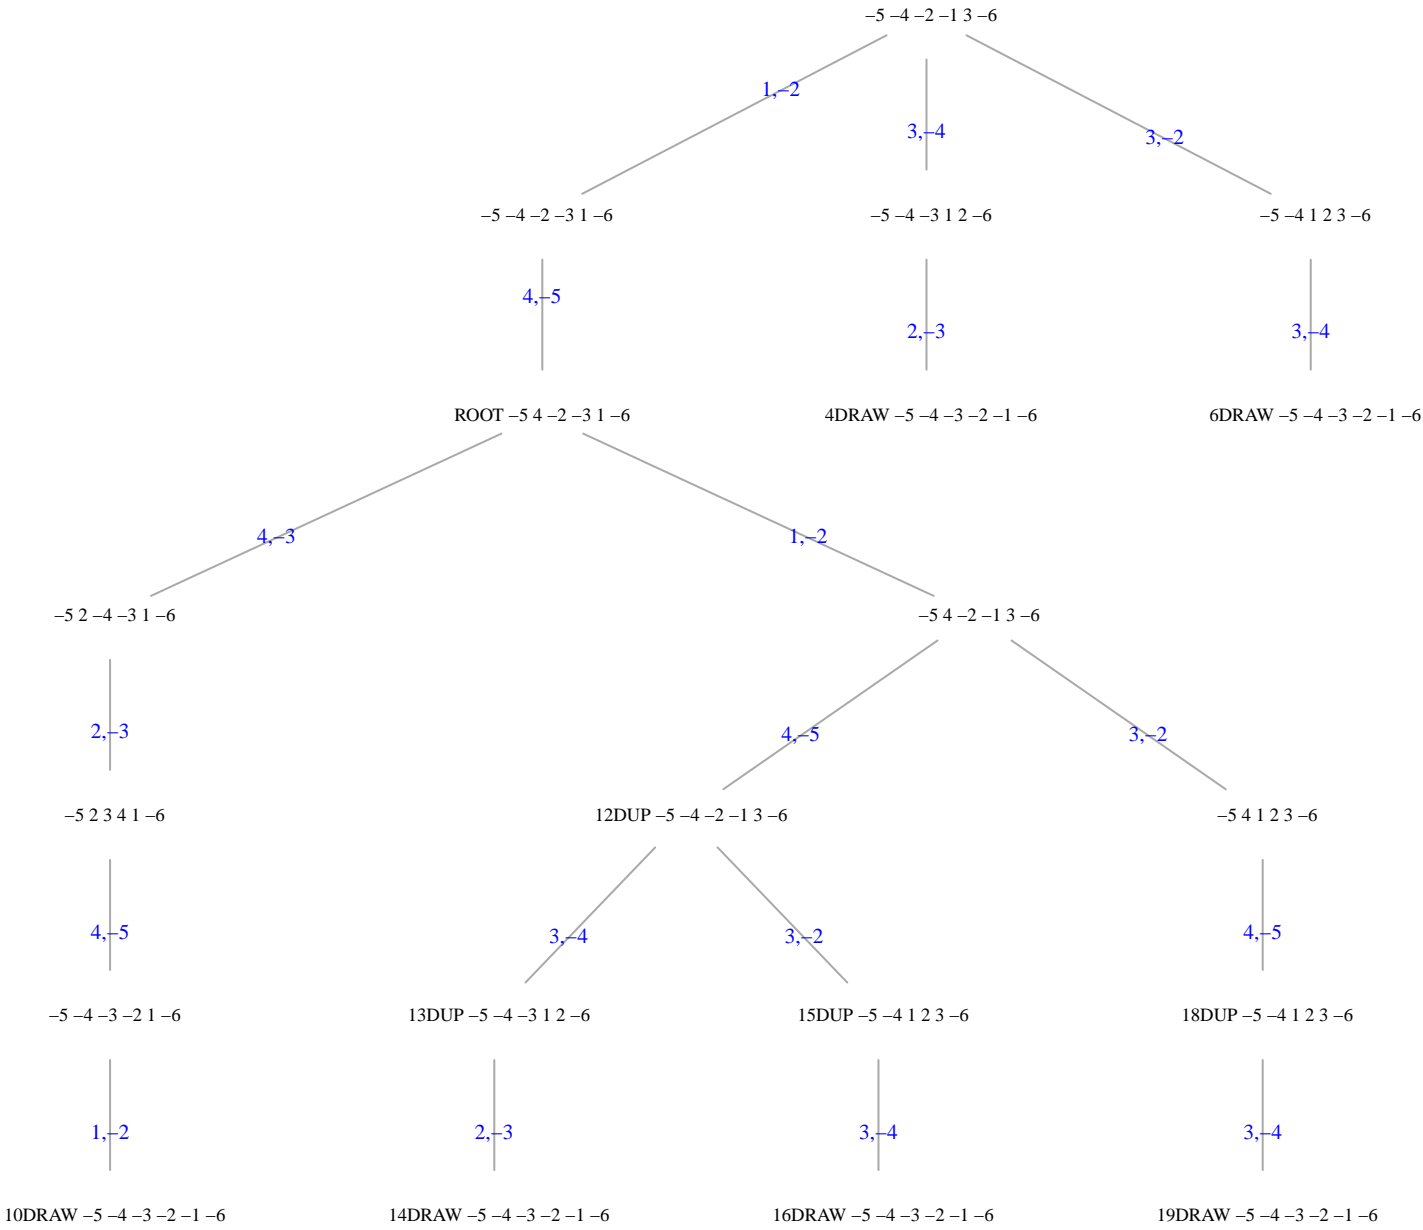 –5 –4 –2 –1 3 –6
1,–2
3,–4
3,–2
–5 –4 –2 –3 1 –6
–5 –4 –3 1 2 –6
–5 –4 1 2 3 –6
4,–5
2,–3
3,–4
ROOT –5 4 –2 –3 1 –6
4DRAW –5 –4 –3 –2 –1 –6
6DRAW –5 –4 –3 –2 –1 –6
4,–3
1,–2
–5 2 –4 –3 1 –6
–5 4 –2 –1 3 –6
2,–3
4,–5
3,–2
–5 2 3 4 1 –6
12DUP –5 –4 –2 –1 3 –6
–5 4 1 2 3 –6
4,–5
3,–4
3,–2
4,–5
–5 –4 –3 –2 1 –6
13DUP –5 –4 –3 1 2 –6
15DUP –5 –4 1 2 3 –6
18DUP –5 –4 1 2 3 –6
1,–2
2,–3
3,–4
3,–4
10DRAW –5 –4 –3 –2 –1 –6
14DRAW –5 –4 –3 –2 –1 –6
16DRAW –5 –4 –3 –2 –1 –6
19DRAW –5 –4 –3 –2 –1 –6